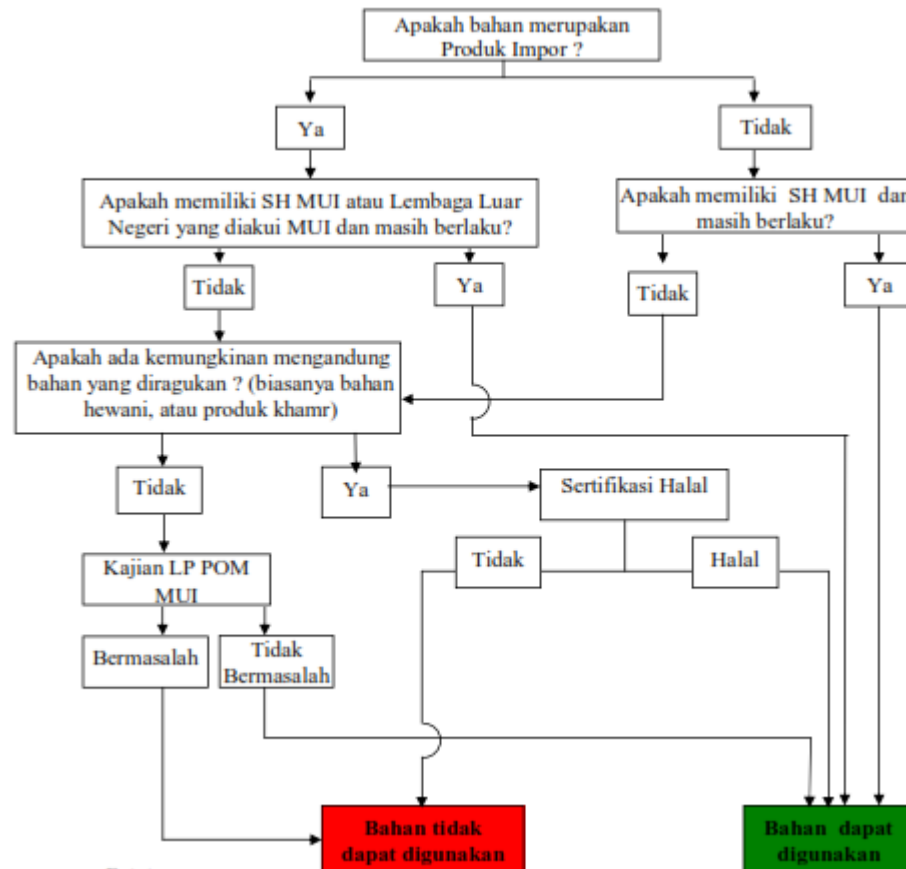 Apakah bahan merupakan
Produk Impor ?
Ya
Tidak
Apakah memiliki SH MUI atau Lembaga Luar
Negeri yang diakui MUI dan masih berlaku?
Apakah memiliki SH MUI dan
masih berlaku?
Tidak
Ya
Tidak
Ya
Apakah ada kemungkinan mengandung
bahan yang diragukan ? (biasanya bahan
hewani, atau produk khamr)
Tidak
Ya
Sertifikasi Halal
Tidak
Halal
Kajian LP POM
MUI
Bermasalah
Tidak
Bermasalah
Bahan tidak
dapat digunakan
Bahan dapat
digunakan